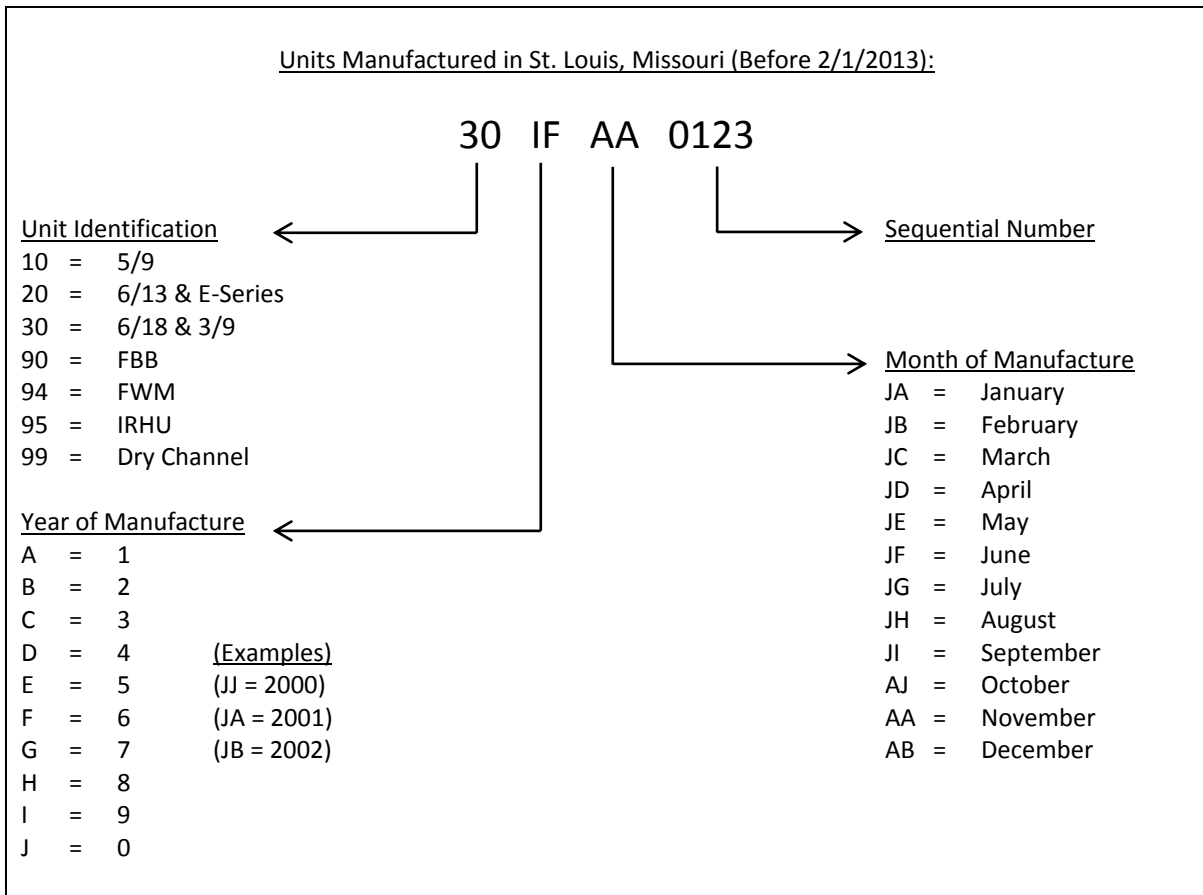 Units Manufactured in St. Louis, Missouri (Before 2/1/2013):
30 IF AA 0123
Unit Identification
10 = 5/9
20 = 6/13 & E-Series
30 = 6/18 & 3/9
90 = FBB
94 = FWM
95 = IRHU
99 = Dry Channel
Year of Manufacture
A = 1
B = 2
C = 3
D = 4 (Examples)
E = 5 (JJ = 2000)
F = 6 (JA = 2001)
G = 7 (JB = 2002)
H = 8
I = 9
J = 0
Sequential Number
Month of Manufacture
JA = January
JB = February
JC = March
JD = April
JE = May
JF = June
JG = July
JH = August
JI = September
AJ = October
AA = November
AB = December